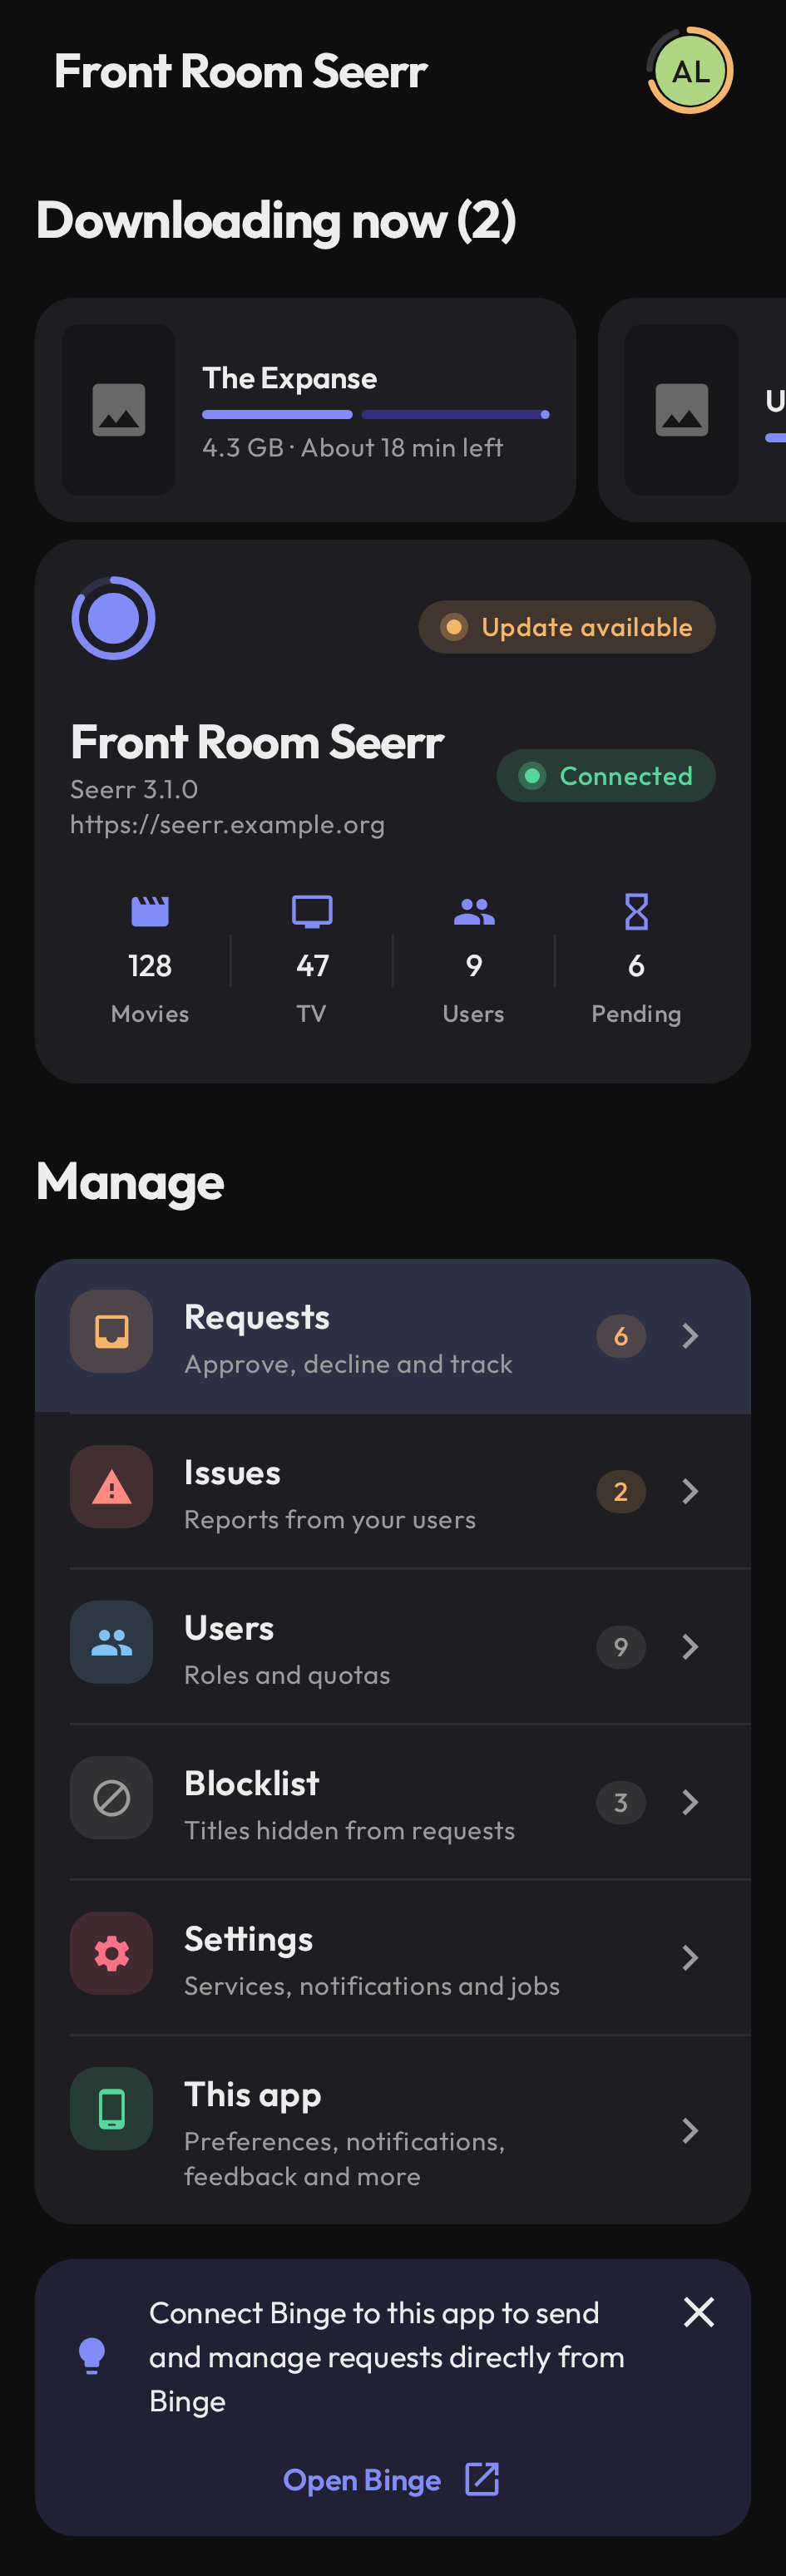 Front Room Seerr
AL
Downloading now (2)
The Expanse
4.3 GB · About 18 min left
Update available
Front Room Seerr
Seerr 3.1.0
https://seerr.example.org
Connected
128
47
9
6
Movies
TV
Users
Pending
Manage
Requests
Approve, decline and track
6
Issues
Reports from your users
2
Users
Roles and quotas
9
Blocklist
Titles hidden from requests
3
Settings
Services, notifications and jobs
This app
Preferences, notifications,
feedback and more
Connect Binge to this app to send
and manage requests directly from
Binge
Open Binge